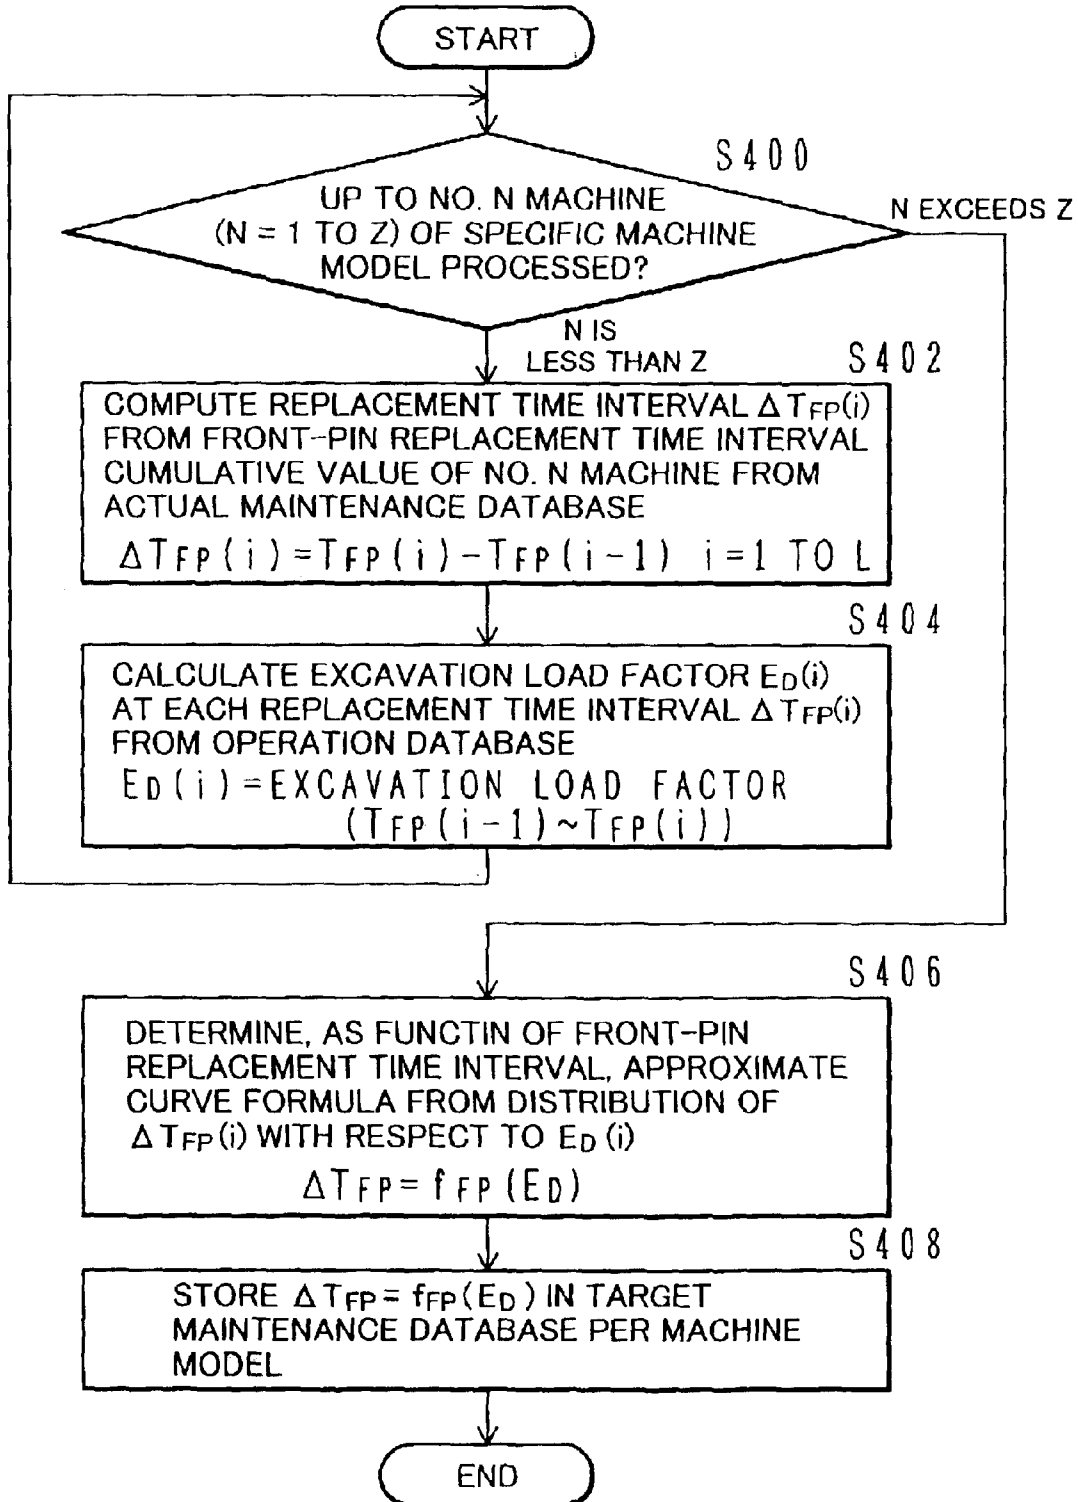 START
S400
UP TO NO. N MACHINE
(N = 1 TO Z) OF SPECIFIC MACHINE
MODEL PROCESSED?
N EXCEEDS Z
N IS
LESS THAN Z
S402
COMPUTE REPLACEMENT TIME INTERVAL ΔTFP(i)
FROM FRONT-PIN REPLACEMENT TIME INTERVAL
CUMULATIVE VALUE OF NO. N MACHINE FROM
ACTUAL MAINTENANCE DATABASE
ΔTFP(i)=TFP(i)-TFP(i-1) i=1 TO L
S404
CALCULATE EXCAVATION LOAD FACTOR ED(i)
AT EACH REPLACEMENT TIME INTERVAL ΔTFP(i)
FROM OPERATION DATABASE
ED(i)=EXCAVATION LOAD FACTOR
(TFP(i-1)~TFP(i))
S406
DETERMINE, AS FUNCTIN OF FRONT-PIN
REPLACEMENT TIME INTERVAL, APPROXIMATE
CURVE FORMULA FROM DISTRIBUTION OF
ΔTFP(i) WITH RESPECT TO ED(i)
ΔTFP=fFP(ED)
S408
STORE ΔTFP=fFP(ED) IN TARGET
MAINTENANCE DATABASE PER MACHINE
MODEL
END